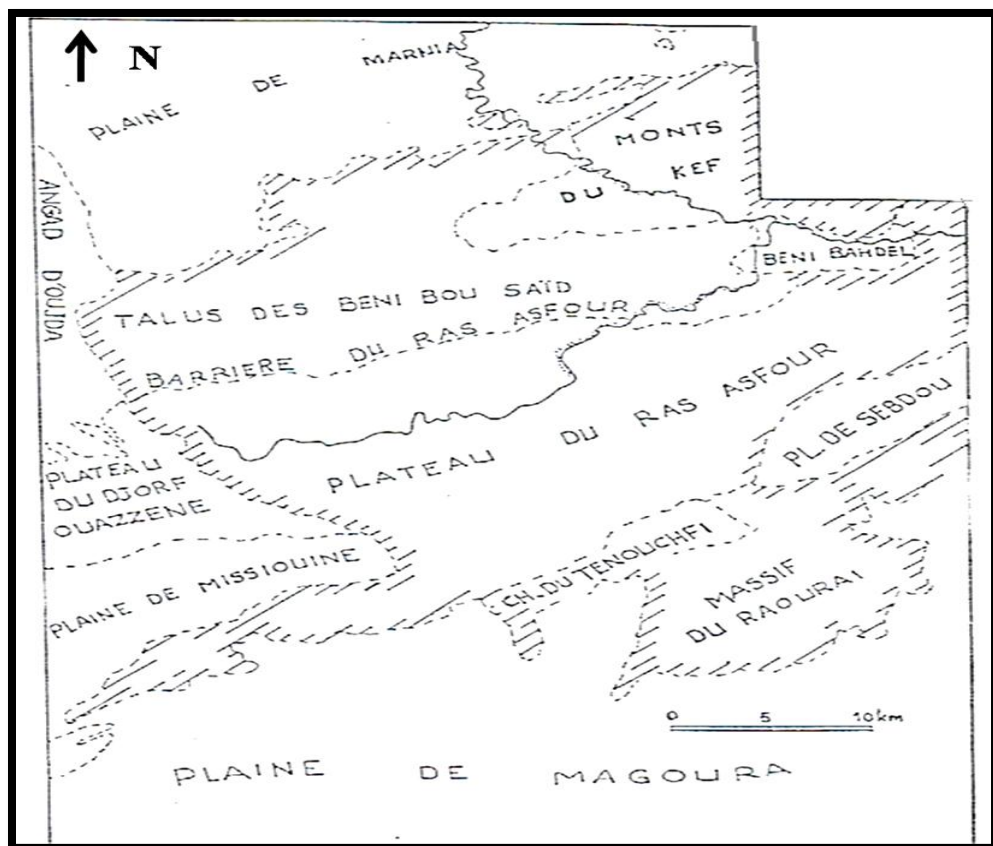 N
PLAINE DE MARNIA
MONTS
DU KEF
ANGAD D'OUJDA
BENI BAHDEL
TALUS DES BENI BOU SAÏD
BARRIERE DU RAS ASFOUR
PLATEAU DU RAS ASFOUR
PL. DE SEBDOU
PLATEAU
DU DJORF
OUAZZENE
PLAINE DE MISSIOUINE
CH. DU TENOUCHFI
MASSIF
DU RAOURAI
0 5 10km
PLAINE DE MAGOURA